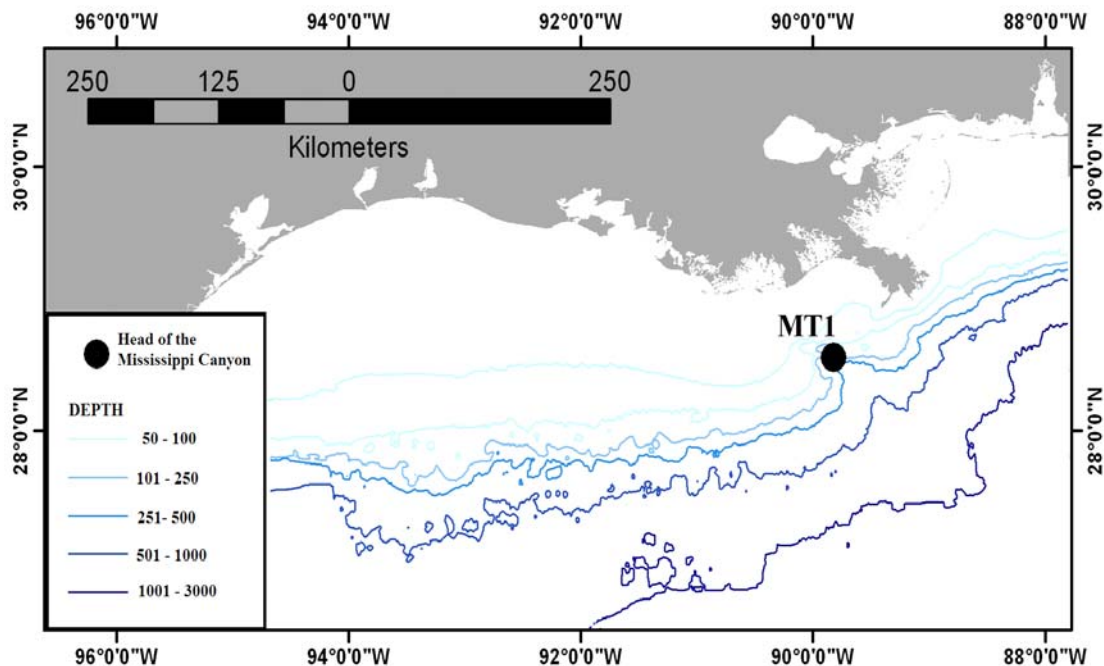 96°0'0"W 94°0'0"W 92°0'0"W 90°0'0"W 88°0'0"W
250 125 0 250
Kilometers
30°0'0"N
30°0'0"N
MT1
Head of the
Mississippi Canyon
DEPTH
50 - 100
101 - 250
251- 500
501 - 1000
1001 - 3000
28°0'0"N
28°0'0"N
96°0'0"W 94°0'0"W 92°0'0"W 90°0'0"W 88°0'0"W